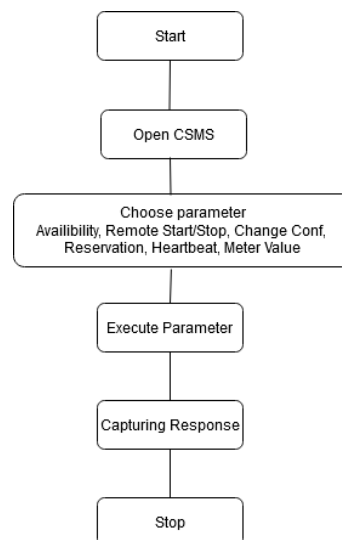 Start
Open CSMS
Choose parameter
Availibility, Remote Start/Stop, Change Conf,
Reservation, Heartbeat, Meter Value
Execute Parameter
Capturing Response
Stop